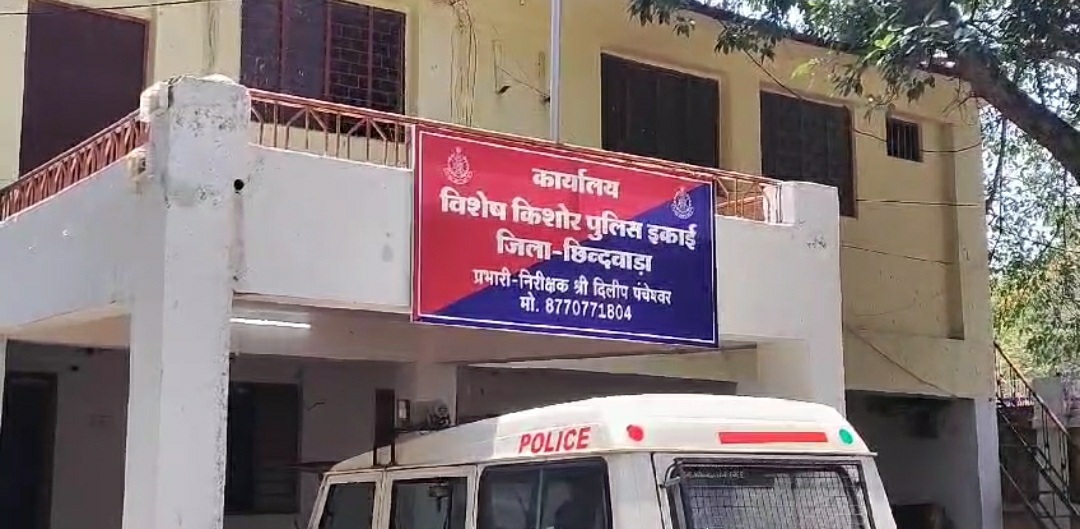 कार्यालय
विशेष किशोर पुलिस इकाई
जिला-छिन्दवाड़ा
प्रभारी-निरीक्षक श्री दिलीप पंचेश्वर
मो. 8770771804
POLICE